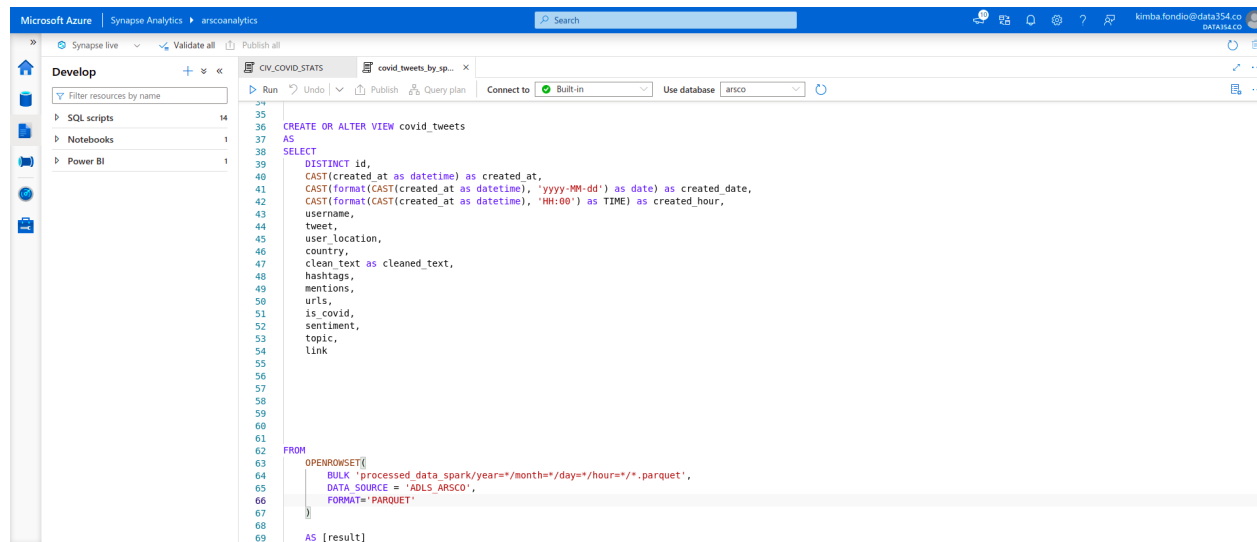 Microsoft Azure Synapse Analytics arscoanalytics Search 10 kimba.fondio@data354.co
DATA354.CO
Synapse live Validate all Publish all
Develop CIV_COVID_STATS covid_tweets_by_sp...
Filter resources by name Run Undo Publish Query plan Connect to Built-in Use database arsco
SQL scripts 14
Notebooks 1
Power BI 1
34
35
36 CREATE OR ALTER VIEW covid_tweets
37 AS
38 SELECT
39 DISTINCT id,
40 CAST(created_at as datetime) as created_at,
41 CAST(format(CAST(created_at as datetime), 'yyyy-MM-dd') as date) as created_date,
42 CAST(format(CAST(created_at as datetime), 'HH:00') as TIME) as created_hour,
43 username,
44 tweet,
45 user_location,
46 country,
47 clean_text as cleaned_text,
48 hashtags,
49 mentions,
50 urls,
51 is_covid,
52 sentiment,
53 topic,
54 link
55
56
57
58
59
60
61
62 FROM
63 OPENROWSET(
64 BULK 'processed_data_spark/year=*/month=*/day=*/hour=*/*.parquet',
65 DATA_SOURCE = 'ADLS_ARSCO',
66 FORMAT='PARQUET'
67 )
68
69 AS [result]